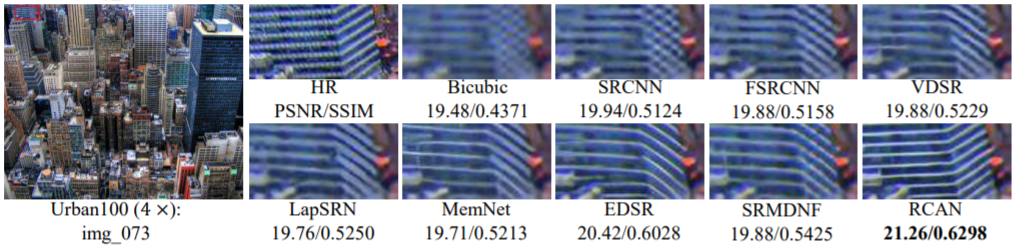 HR
Bicubic
SRCNN
FSRCNN
VDSR
PSNR/SSIM
19.48/0.4371
19.94/0.5124
19.88/0.5158
19.88/0.5229
Urban100 (4 ×):
LapSRN
MemNet
EDSR
SRMDNF
RCAN
img_073
19.76/0.5250
19.71/0.5213
20.42/0.6028
19.88/0.5425
21.26/0.6298